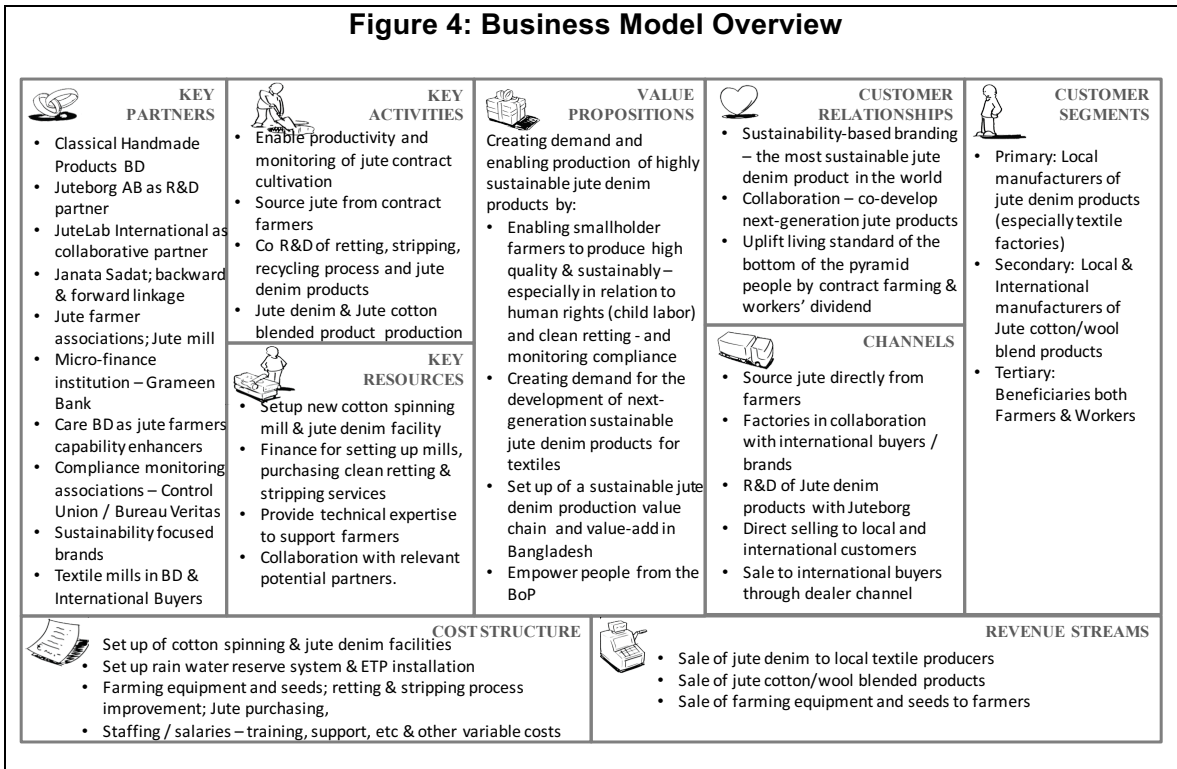 Figure 4: Business Model Overview
KEY
PARTNERS
• Classical Handmade
Products BD
• Juteborg AB as R&D
partner
• JuteLab International as
collaborative partner
• Janata Sadat; backward
& forward linkage
• Jute farmer
associations; Jute mill
• Micro-finance
institution – Grameen
Bank
• Care BD as jute farmers
capability enhancers
• Compliance monitoring
associations – Control
Union / Bureau Veritas
• Sustainability focused
brands
• Textile mills in BD &
International Buyers
KEY
ACTIVITIES
• Enable productivity and
monitoring of jute contract
cultivation
• Source jute from contract
farmers
• Co R&D of retting, stripping,
recycling process and jute
denim products
• Jute denim & Jute cotton
blended product production
KEY
RESOURCES
• Setup new cotton spinning
mill & jute denim facility
• Finance for setting up mills,
purchasing clean retting &
stripping services
• Provide technical expertise
to support farmers
• Collaboration with relevant
potential partners.
VALUE
PROPOSITIONS
Creating demand and
enabling production of highly
sustainable jute denim
products by:
• Enabling smallholder
farmers to produce high
quality & sustainably –
especially in relation to
human rights (child labor)
and clean retting - and
monitoring compliance
• Creating demand for the
development of next-
generation sustainable
jute denim products for
textiles
• Set up of a sustainable jute
denim production value
chain and value-add in
Bangladesh
• Empower people from the
BoP
CUSTOMER
RELATIONSHIPS
• Sustainability-based branding
– the most sustainable jute
denim product in the world
• Collaboration – co-develop
next-generation jute products
• Uplift living standard of the
bottom of the pyramid
people by contract farming &
workers’ dividend
CHANNELS
• Source jute directly from
farmers
• Factories in collaboration
with international buyers /
brands
• R&D of Jute denim
products with Juteborg
• Direct selling to local and
international customers
• Sale to international buyers
through dealer channel
CUSTOMER
SEGMENTS
• Primary: Local
manufacturers of
jute denim products
(especially textile
factories)
• Secondary: Local &
International
manufacturers of
Jute cotton/wool
blend products
• Tertiary:
Beneficiaries both
Farmers & Workers
COST STRUCTURE
• Set up of cotton spinning & jute denim facilities
• Set up rain water reserve system & ETP installation
• Farming equipment and seeds; retting & stripping process
improvement; Jute purchasing,
• Staffing / salaries – training, support, etc & other variable costs
REVENUE STREAMS
• Sale of jute denim to local textile producers
• Sale of jute cotton/wool blended products
• Sale of farming equipment and seeds to farmers